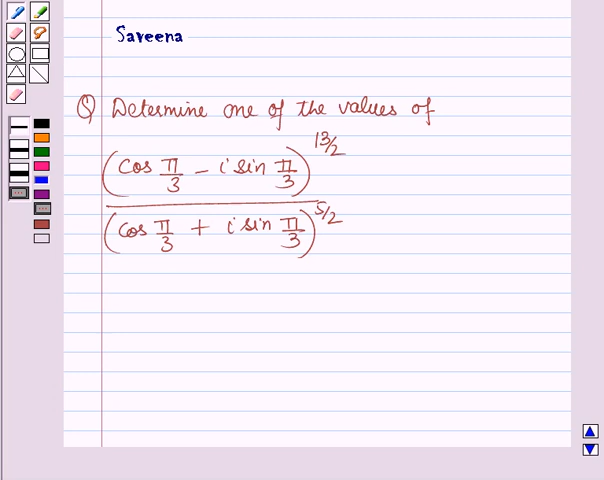 Saveena
Q Determine one of the values of
(cos π/3 - i sin π/3)^13/2
(cos π/3 + i sin π/3)^5/2